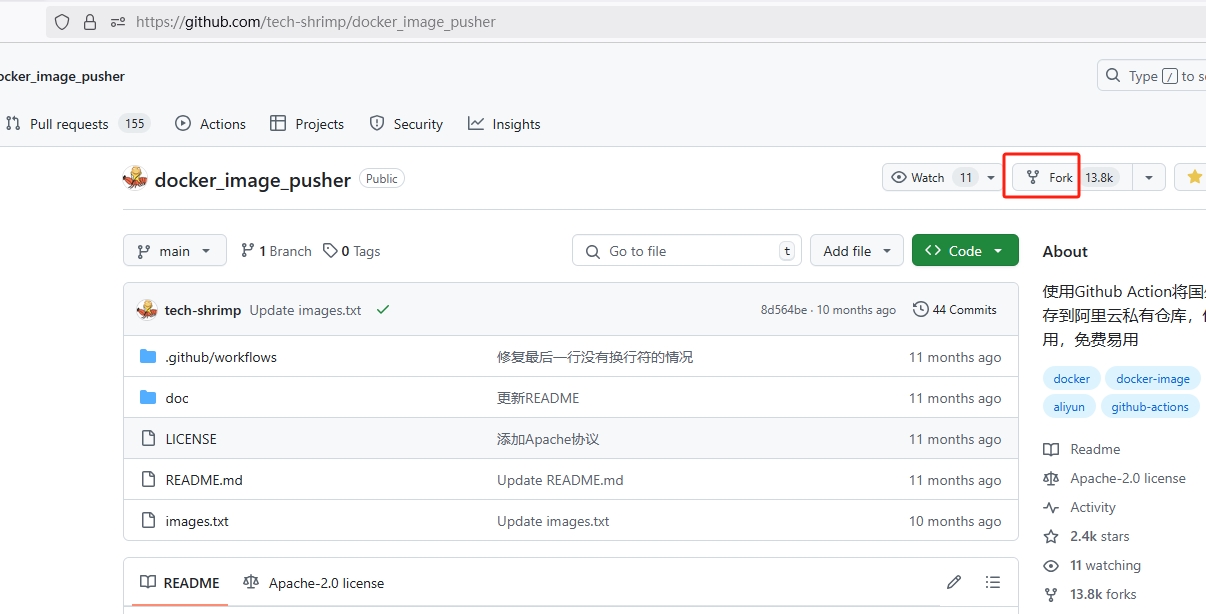 https://github.com/tech-shrimp/docker_image_pusher
ocker_image_pusher
Type / to s
Pull requests 155 Actions Projects Security Insights
docker_image_pusher Public
Watch 11 Fork 13.8k
main 1 Branch 0 Tags Go to file t Add file Code
tech-shrimp Update images.txt 8d564be · 10 months ago 44 Commits
.github/workflows 修复最后一行没有换行符的情况 11 months ago
doc 更新README 11 months ago
LICENSE 添加Apache协议 11 months ago
README.md Update README.md 11 months ago
images.txt Update images.txt 10 months ago
README Apache-2.0 license
About
使用Github Action将国
存到阿里云私有仓库，
用，免费易用
docker docker-image
aliyun github-actions
Readme
Apache-2.0 license
Activity
2.4k stars
11 watching
13.8k forks